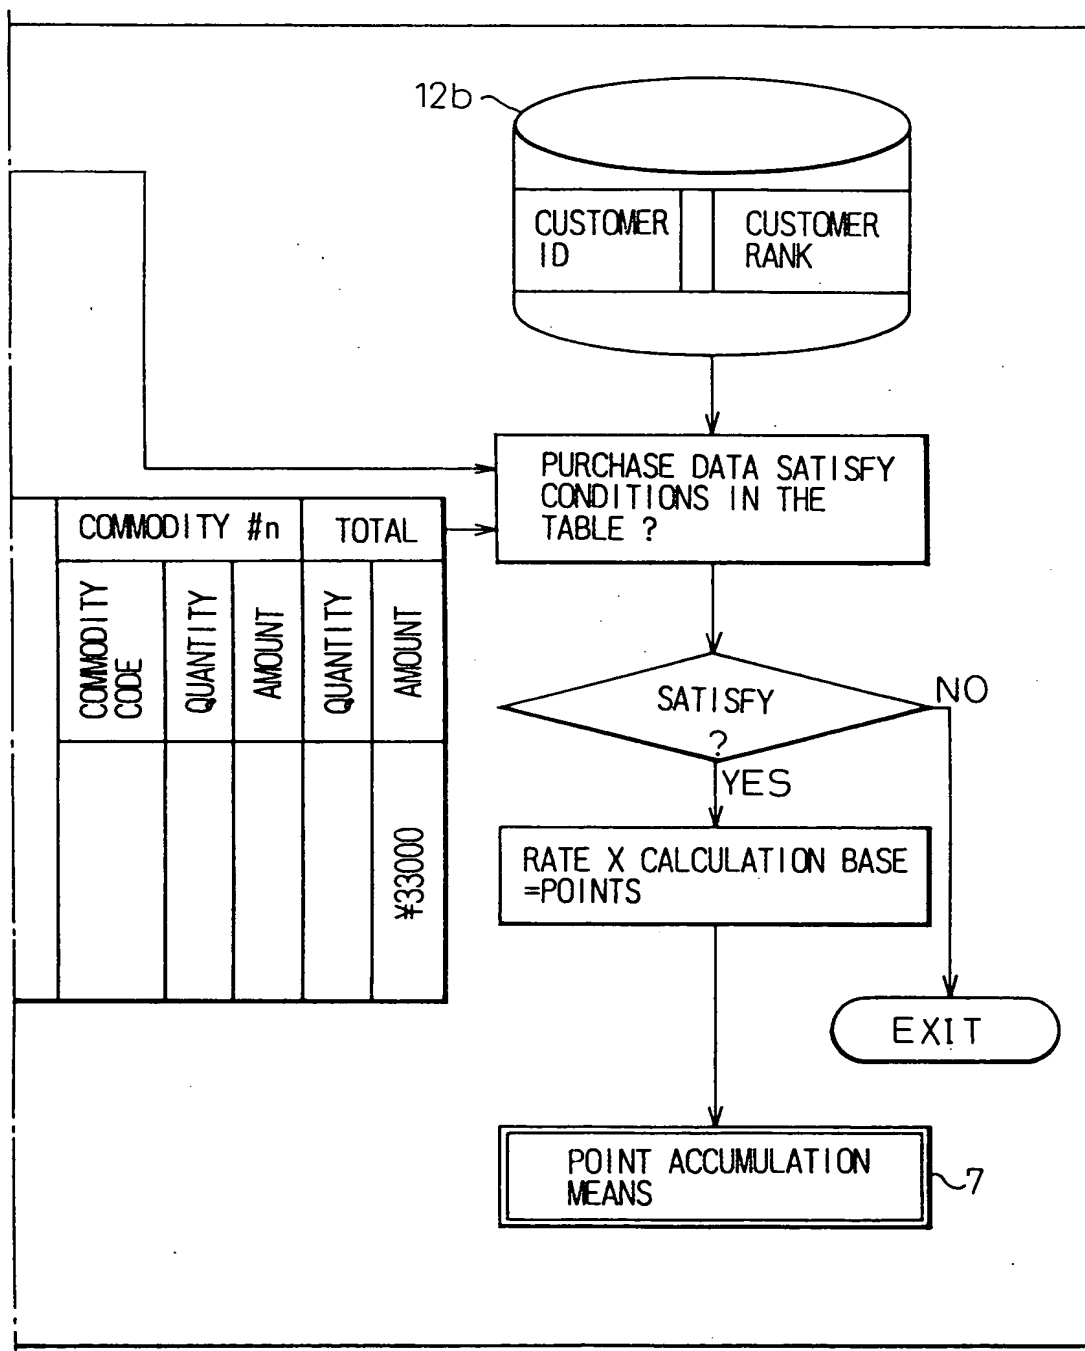 12b
CUSTOMER
ID
CUSTOMER
RANK
PURCHASE DATA SATISFY
CONDITIONS IN THE
TABLE ?
COMMODITY #n
TOTAL
COMMODITY
CODE
QUANTITY
AMOUNT
QUANTITY
AMOUNT
¥33000
SATISFY
?
NO
YES
RATE X CALCULATION BASE
=POINTS
EXIT
POINT ACCUMULATION
MEANS
7